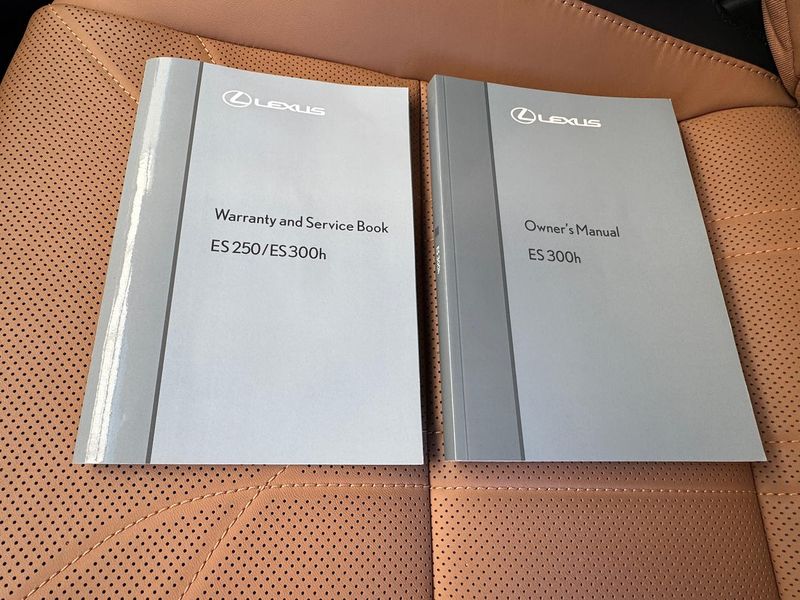 LEXUS
Warranty and Service Book
ES 250/ES 300h
LEXUS
Owner's Manual
ES 300h